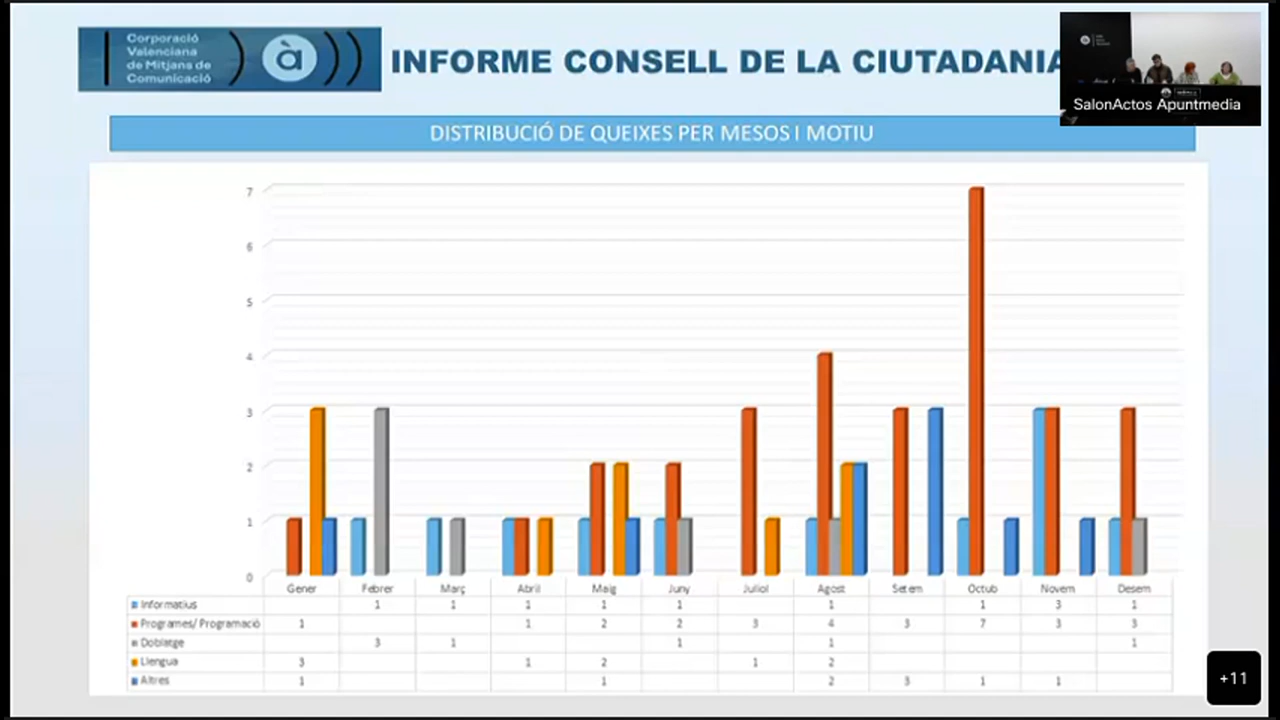 Corporació
Valenciana
de Mitjans de
Comunicació
à
INFORME CONSELL DE LA CIUTADANIA
SalonActos Apuntmedia
DISTRIBUCIÓ DE QUEIXES PER MESOS I MOTIU
7
6
5
4
3
2
1
0
Gener Febrer Març Abril Maig Juny Juliol Agost Setem Octub Novem Desem
Informatius 1 1 1 1 1 1 1 3 1
Programes/ Programació 1 1 2 2 3 4 3 7 3 3
Doblatge 3 1 1 1 1
Llengua 3 1 2 1 2
Altres 1 1 2 3 1 1
+11